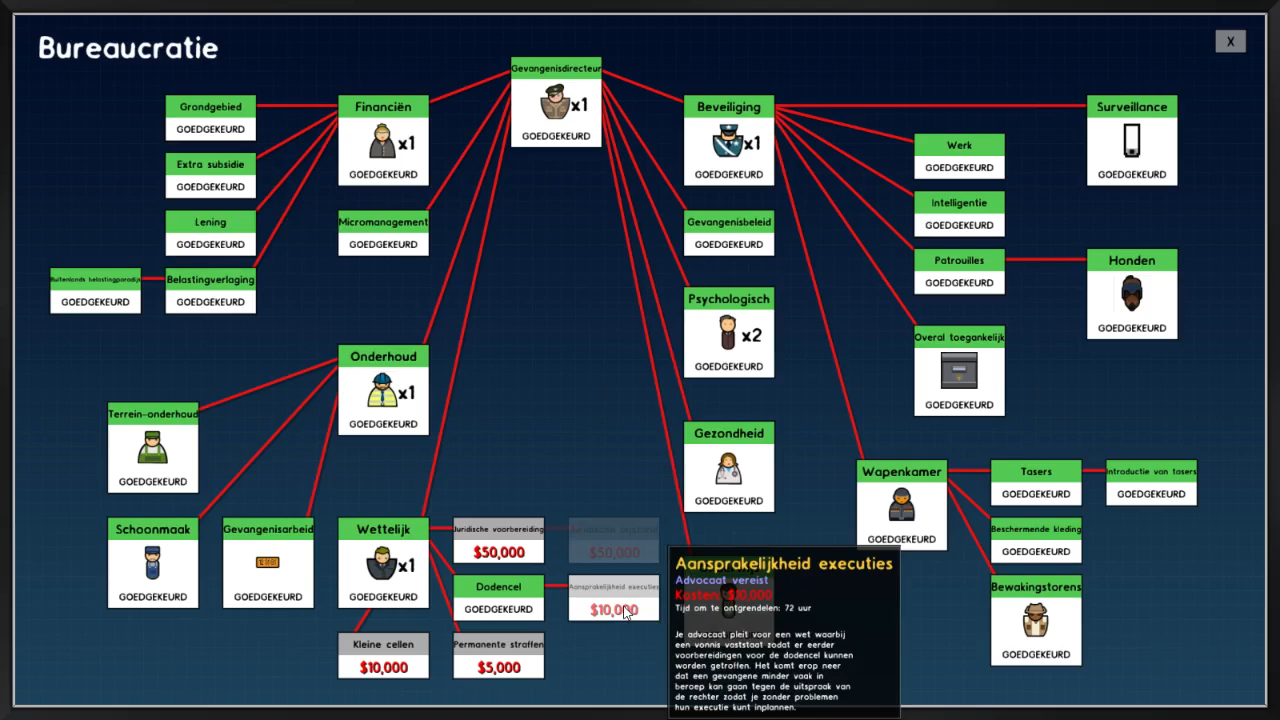 Bureaucratie
X
Gevangenisdirecteur
x1
GOEDGEKEURD
Grondgebied
GOEDGEKEURD
Financiën
x1
GOEDGEKEURD
Beveiliging
x1
GOEDGEKEURD
Surveillance
GOEDGEKEURD
Extra subsidie
GOEDGEKEURD
Werk
GOEDGEKEURD
Lening
GOEDGEKEURD
Micromanagement
GOEDGEKEURD
Gevangenisbeleid
GOEDGEKEURD
Intelligentie
GOEDGEKEURD
Buitenlands belastingparadijs
GOEDGEKEURD
Belastingverlaging
GOEDGEKEURD
Patrouilles
GOEDGEKEURD
Honden
GOEDGEKEURD
Psychologisch
x2
GOEDGEKEURD
Overal toegankelijk
GOEDGEKEURD
Onderhoud
x1
GOEDGEKEURD
Terrein-onderhoud
GOEDGEKEURD
Gezondheid
GOEDGEKEURD
Wapenkamer
GOEDGEKEURD
Tasers
GOEDGEKEURD
Introductie van tasers
GOEDGEKEURD
Schoonmaak
GOEDGEKEURD
Gevangenisarbeid
GOEDGEKEURD
Wettelijk
x1
GOEDGEKEURD
Juridische voorbereiding
$50,000
$50,000
Beschermende kleding
GOEDGEKEURD
Dodencel
GOEDGEKEURD
Aansprakelijkheid executies
$10,000
Bewakingstorens
GOEDGEKEURD
Kleine cellen
$10,000
Permanente straffen
$5,000
Aansprakelijkheid executies
Advocaat vereist
Kosten: $10,000
Tijd om te ontgrendelen: 72 uur
Je advocaat pleit voor een wet waarbij
een vonnis vaststaat zodat er eerder
voorbereidingen voor de dodencel kunnen
worden getroffen. Het komt erop neer
dat een gevangene minder vaak in
beroep kan gaan tegen de uitspraak van
de rechter zodat je zonder problemen
hun executie kunt inplannen.